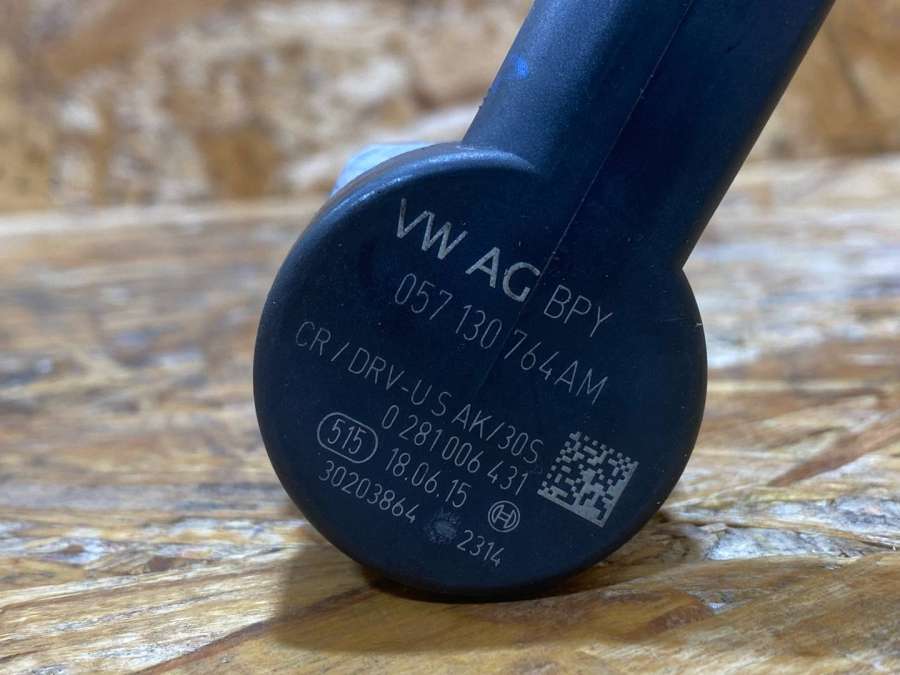 VW AG BPY
057 130 764AM
CR/DRV-US AK/30S
0 281 006 431
515 18.06.15
30203864 2314